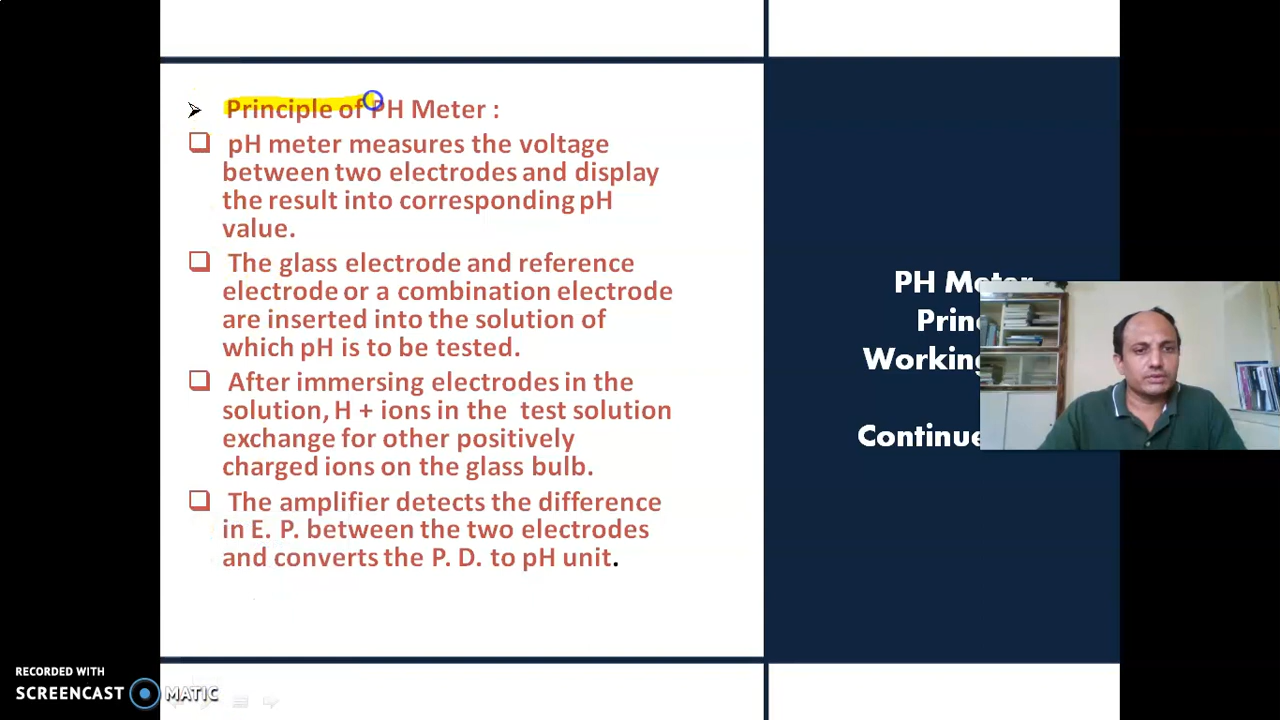 Principle of PH Meter :
pH meter measures the voltage
between two electrodes and display
the result into corresponding pH
value.
The glass electrode and reference
electrode or a combination electrode
are inserted into the solution of
which pH is to be tested.
After immersing electrodes in the
solution, H + ions in the test solution
exchange for other positively
charged ions on the glass bulb.
The amplifier detects the difference
in E. P. between the two electrodes
and converts the P. D. to pH unit.
PH
Working
RECORDED WITH
SCREENCAST MATIC